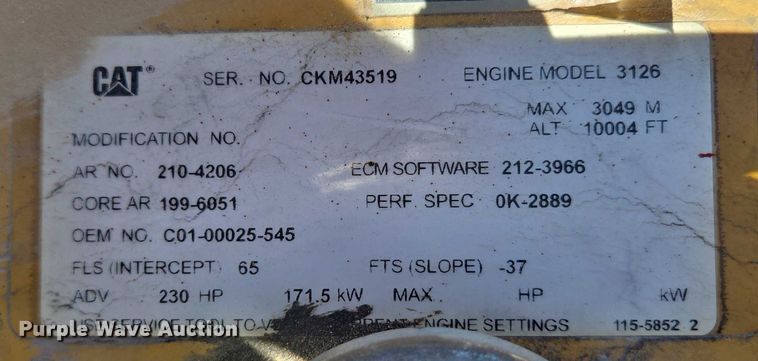 CAT® SER. NO. CKM43519 ENGINE MODEL 3126
MAX 3049 M
MODIFICATION NO. ALT 10004 FT
AR NO. 210-4206 ECM SOFTWARE 212-3966
CORE AR 199-6051 PERF. SPEC 0K-2889
OEM NO. C01-00025-545
FLS (INTERCEPT) 65 FTS (SLOPE) -37
ADV 230 HP 171.5 kW MAX HP kW
SERVICE TOOL TO ENGINE SETTINGS 115-5852 2
Purple Wave Auction